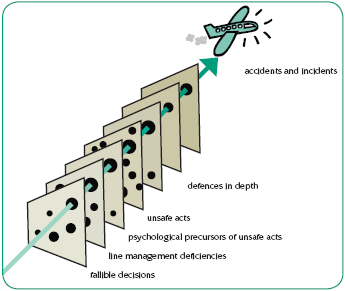 accidents and incidents
defences in depth
unsafe acts
psychological precursors of unsafe acts
line management deficiencies
fallible decisions